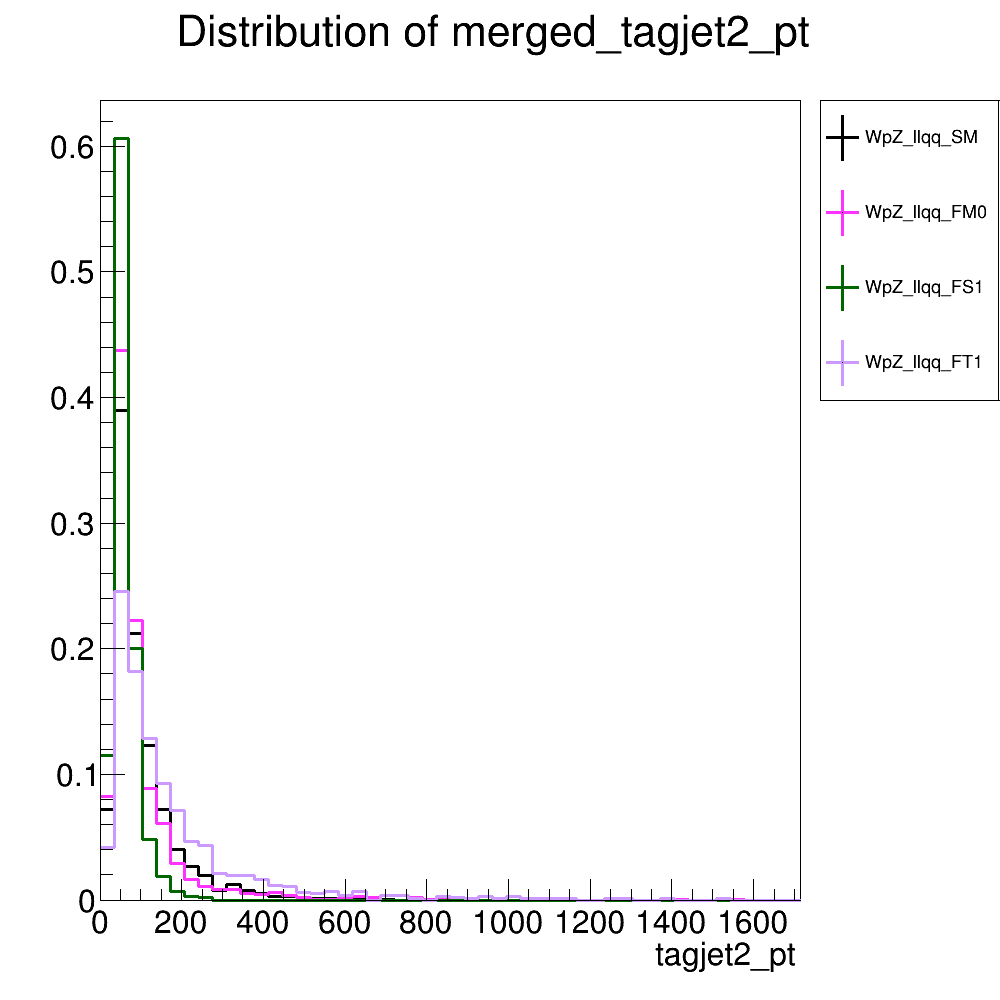 Distribution of merged_tagjet2_pt
WpZ_llqq_SM
WpZ_llqq_FM0
WpZ_llqq_FS1
WpZ_llqq_FT1
0.6
0.5
0.4
0.3
0.2
0.1
0
0 200 400 600 800 1000 1200 1400 1600
tagjet2_pt